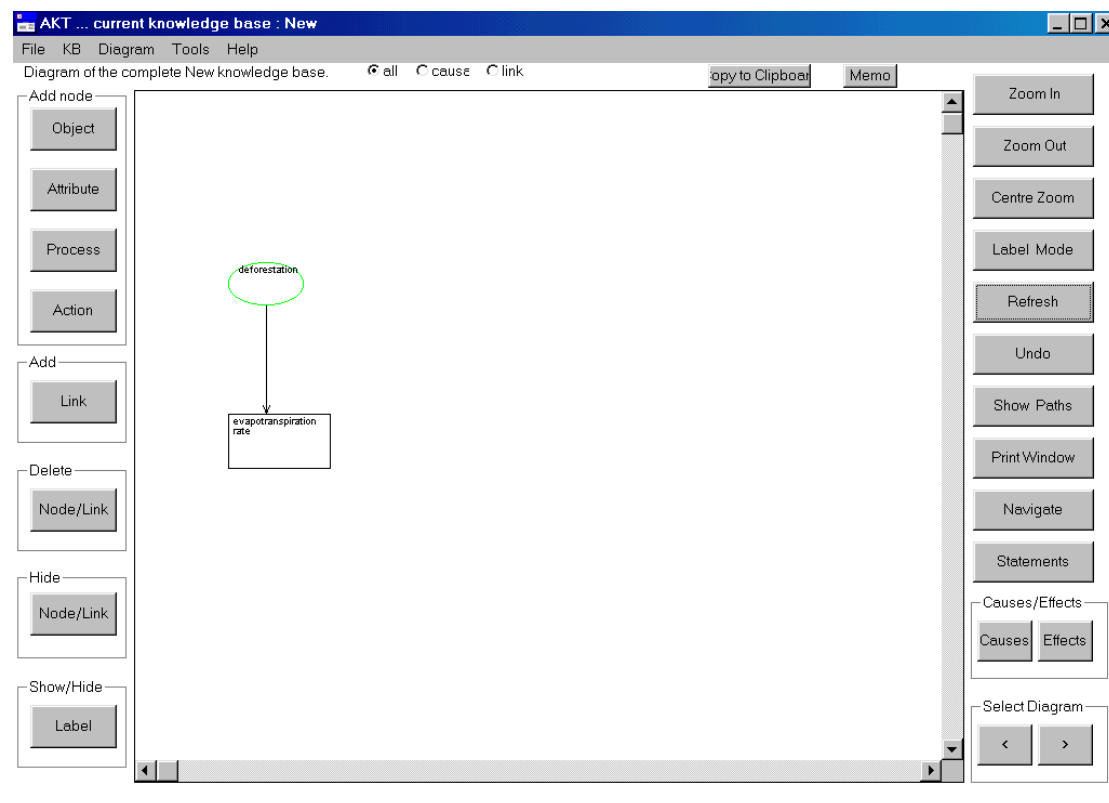 AKT ... current knowledge base : New
File KB Diagram Tools Help
Diagram of the complete New knowledge base.
all cause link
opy to Clipboar
Memo
Add node
Object
Attribute
Process
Action
Add
Link
Delete
Node/Link
Hide
Node/Link
Show/Hide
Label
deforestation
evapotranspiration
rate
Zoom In
Zoom Out
Centre Zoom
Label Mode
Refresh
Undo
Show Paths
Print Window
Navigate
Statements
Causes/Effects
Causes Effects
Select Diagram
< >